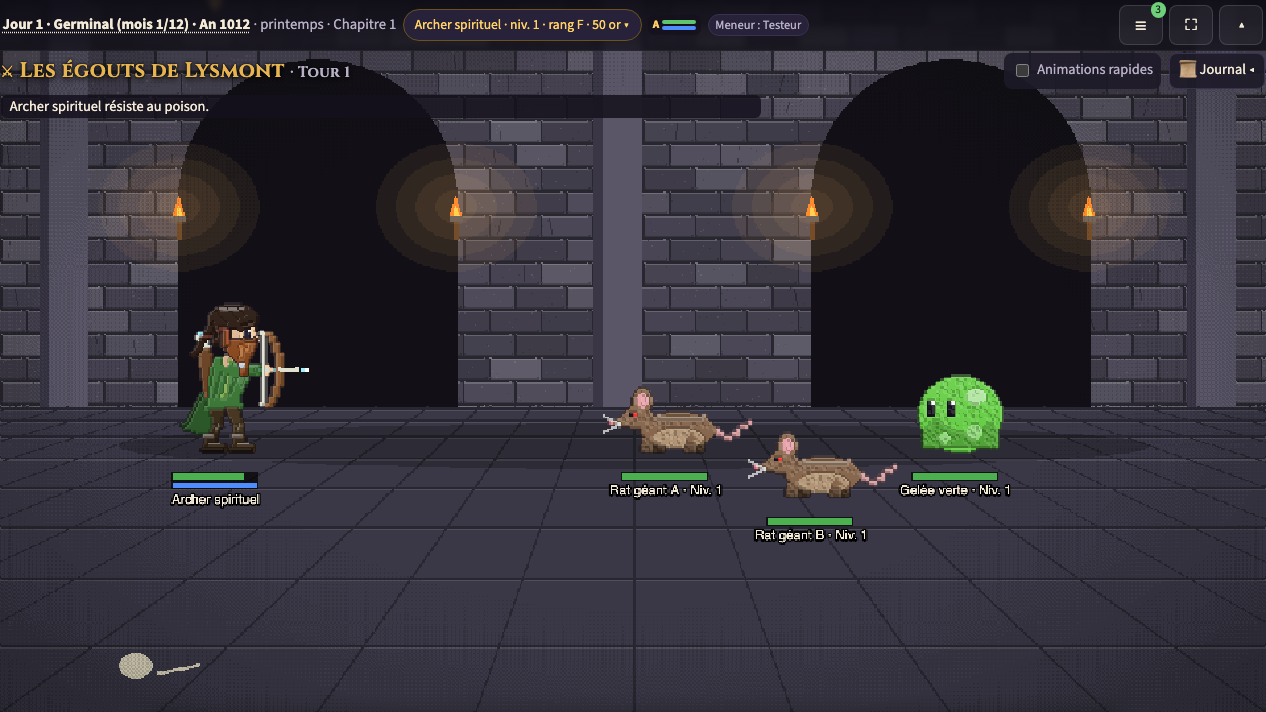 Jour 1 · Germinal (mois 1/12) · An 1012 · printemps · Chapitre 1
Archer spirituel · niv. 1 · rang F · 50 or ▾
A
Meneur : Testeur
3
⚔ Les égouts de Lysmont · Tour 1
Animations rapides
Journal ◂
Archer spirituel résiste au poison.
Archer spirituel
Rat géant A · Niv. 1
Gelée verte · Niv. 1
Rat géant B · Niv. 1